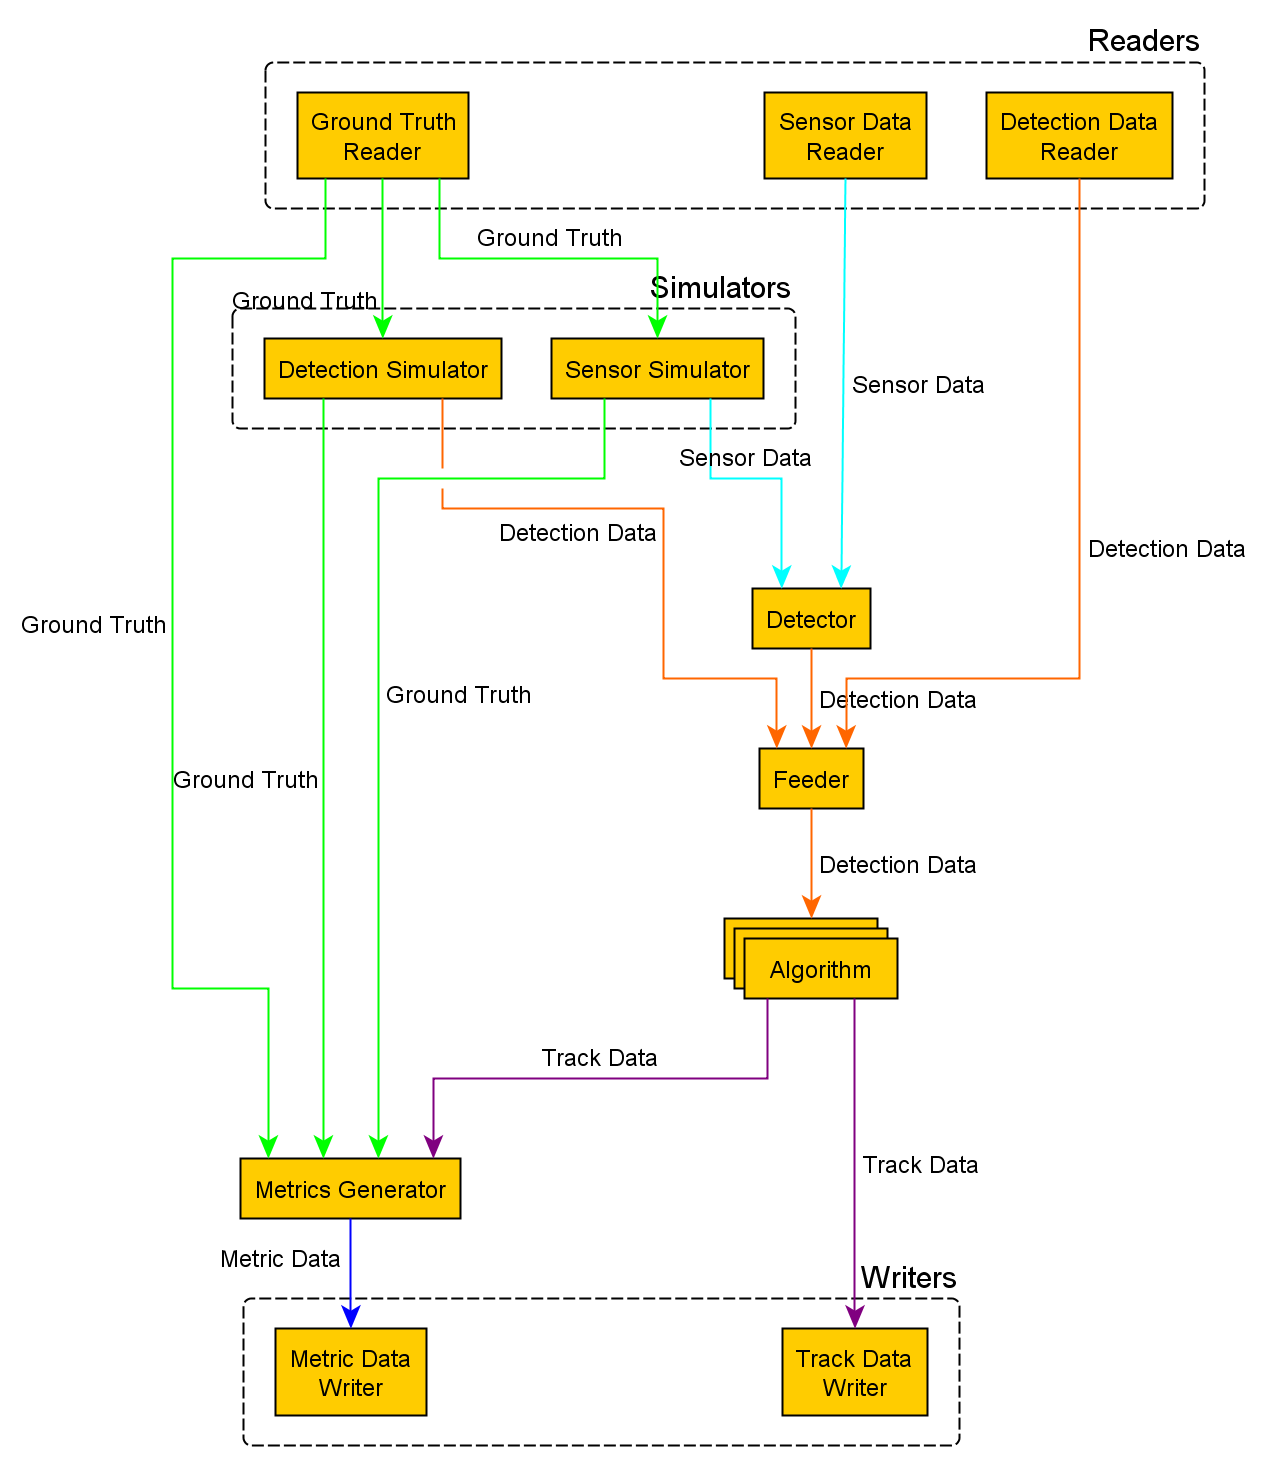 Readers
Ground Truth
Reader
Sensor Data
Reader
Detection Data
Reader
Ground Truth
Simulators
Ground Truth
Detection Simulator
Sensor Simulator
Sensor Data
Sensor Data
Detection Data
Detection Data
Detector
Ground Truth
Ground Truth
Detection Data
Ground Truth
Feeder
Detection Data
Algorithm
Track Data
Track Data
Metrics Generator
Metric Data
Writers
Metric Data
Writer
Track Data
Writer